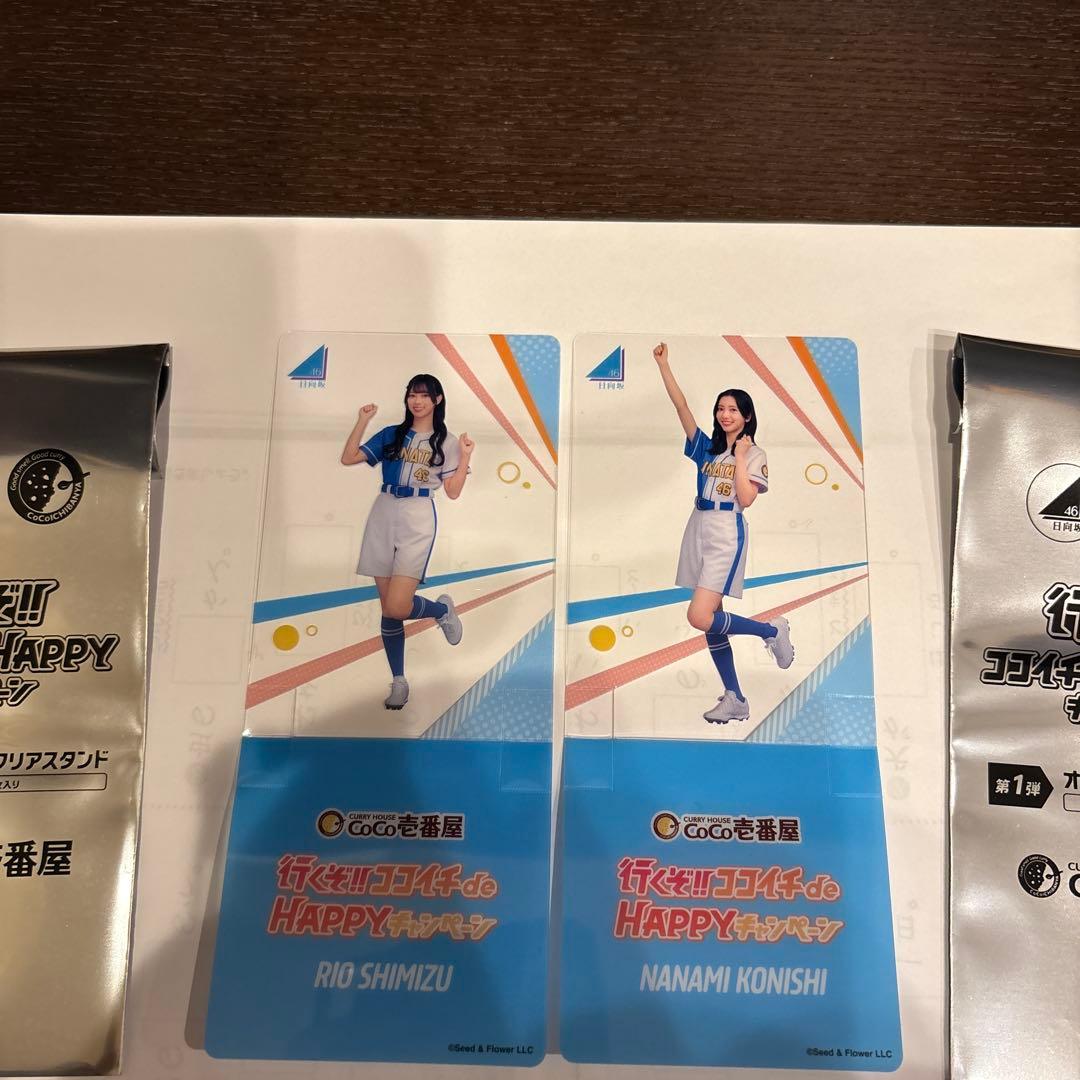 Good smell Good curry
CoCoICHIBANYA
ぞ!!
HAPPY
ーン
クリアスタンド
入り
番屋
46
日向坂
NATA
46
CURRY HOUSE
CoCo壱番屋
行くぞ!!ココイチde
HAPPYキャンペーン
RIO SHIMIZU
©Seed & Flower LLC
46
日向坂
INATA
46
CURRY HOUSE
CoCo壱番屋
行くぞ!!ココイチde
HAPPYキャンペーン
NANAMI KONISHI
©Seed & Flower LLC
46
日向坂
行
ココイチ
キ
第1弾
オ
CU
C